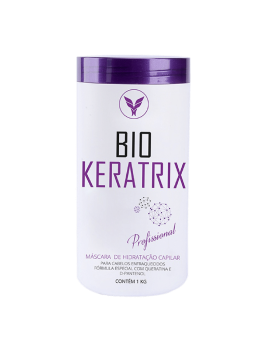 BIO
KERATRIX
Profissional
MÁSCARA DE HIDRATAÇÃO CAPILAR
PARA CABELOS ENFRAQUECIDOS
FÓRMULA ESPECIAL COM QUERATINA E
D-PANTENOL
CONTÉM 1 KG